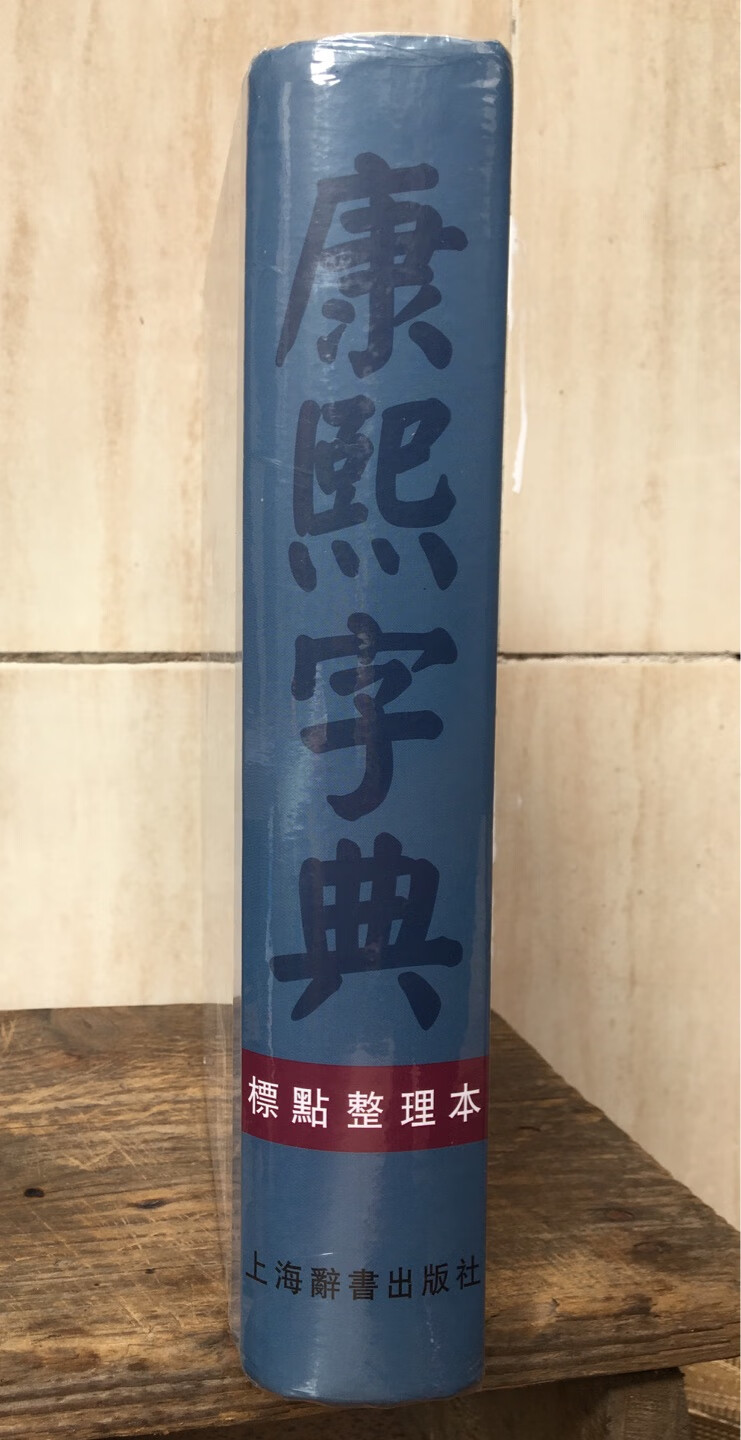 康熙字典
標點整理本
上海辭書出版社